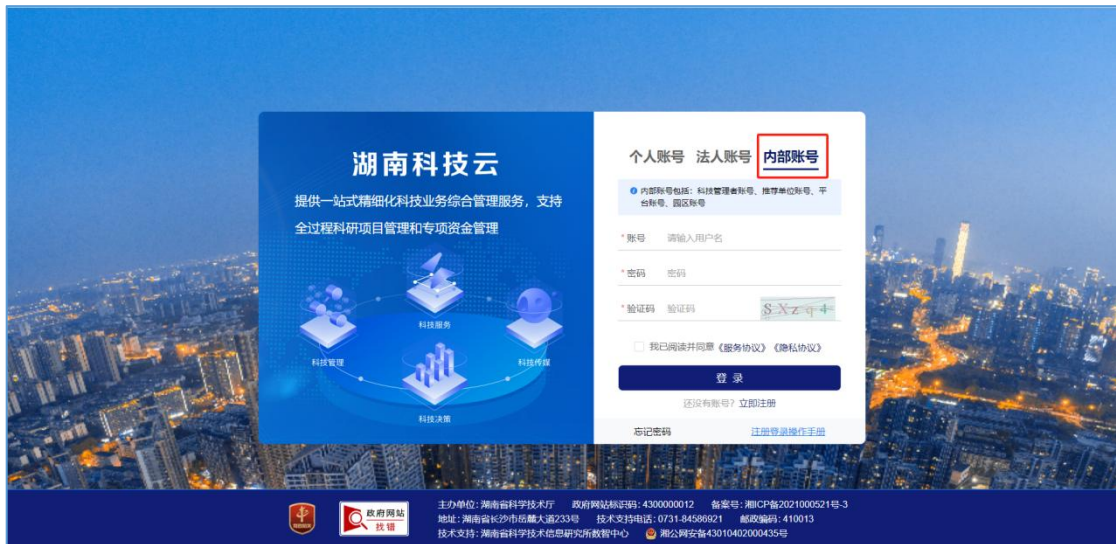 湖南科技云
提供一站式精细化科技业务综合管理服务，支持
全过程科研项目管理和专项资金管理
科技服务
科技管理
科技传媒
科技决策
个人账号 法人账号 内部账号
内部账号包括：科技管理者账号、推荐单位账号、平
台账号、园区账号
*账号 请输入用户名
*密码 密码
*验证码 验证码 SXzq4
我已阅读并同意《服务协议》《隐私协议》
登 录
还没有账号？立即注册
忘记密码 注册登录操作手册
政府网站
找错
主办单位：湖南省科学技术厅 政府网站标识码：4300000012 备案号：湘ICP备2021000521号-3
地址：湖南省长沙市岳麓大道233号 技术支持电话：0731-84586921 邮政编码：410013
技术支持：湖南省科学技术信息研究所数智中心 湘公网安备43010402000435号